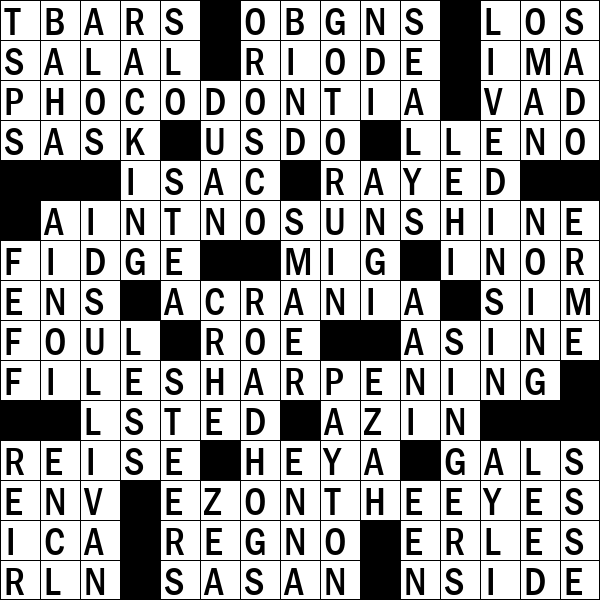 TBARS OBGNS LOS
SALAL RIODE IMA
PHOCODONTIA VAD
SASK USDO LLENO
ISAC RAYED
AINTNOSUNSHINE
FIDGE MIG INOR
ENS ACRANIA SIM
FOUL ROE ASINE
FILESHARPENING
LSTED AZIN
REISE HEYA GALS
ENV EZONTHEEYES
ICA REGNO ERLES
RLN SASAN NSIDE